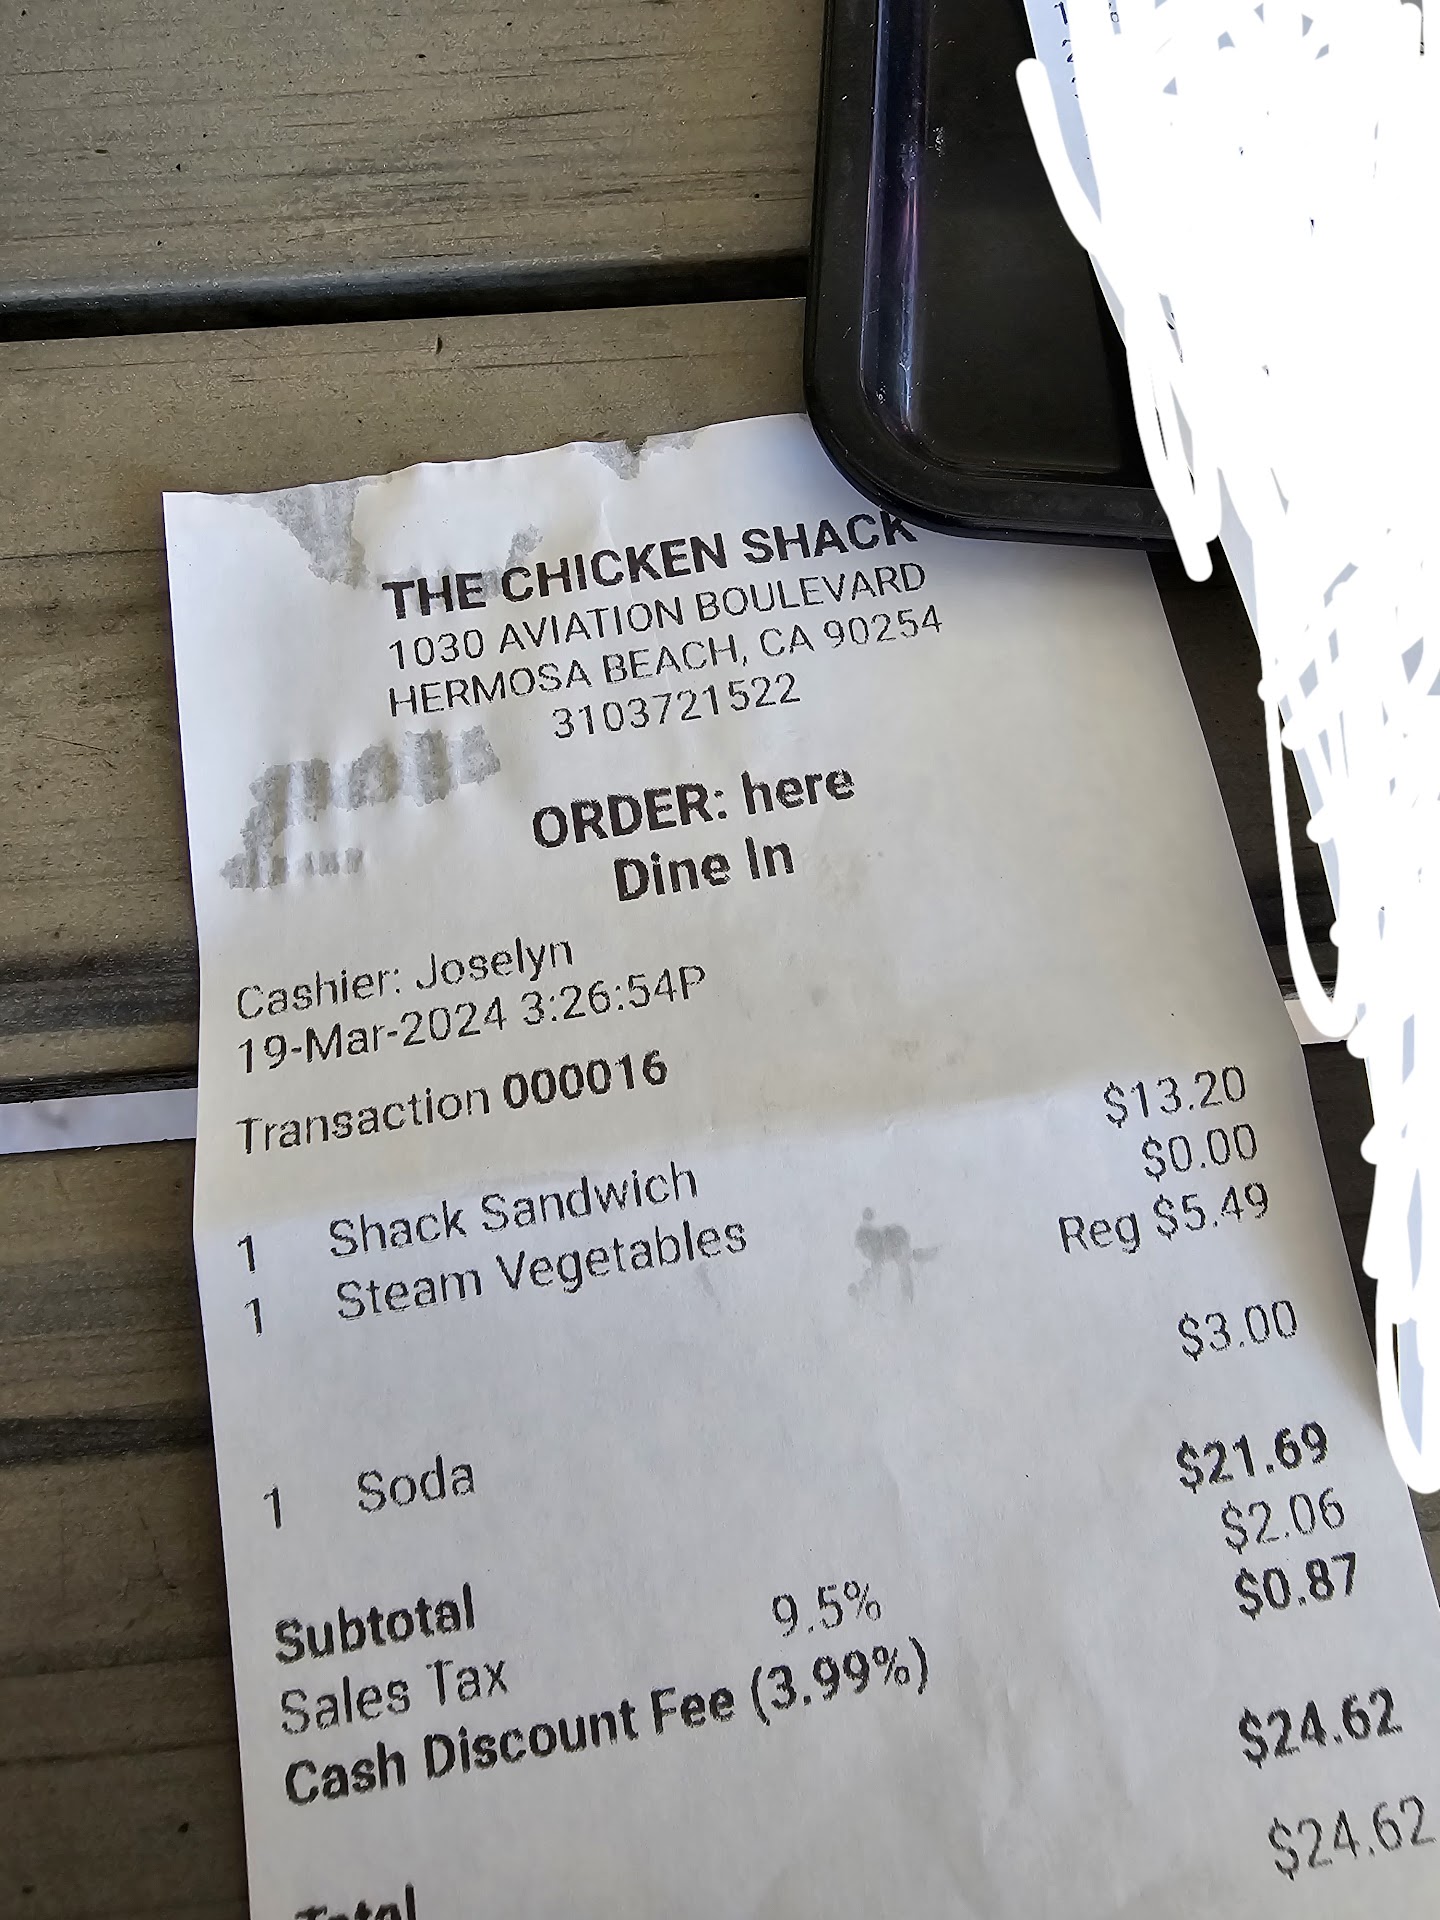 THE CHICKEN SHACK
1030 AVIATION BOULEVARD
HERMOSA BEACH, CA 90254
3103721522
ORDER: here
Dine In
Cashier: Joselyn
19-Mar-2024 3:26:54P
Transaction 000016
1 Shack Sandwich $13.20
1 Steam Vegetables $0.00
Reg $5.49
1 Soda $3.00
Subtotal $21.69
Sales Tax 9.5% $2.06
Cash Discount Fee (3.99%) $0.87
Total $24.62
$24.62